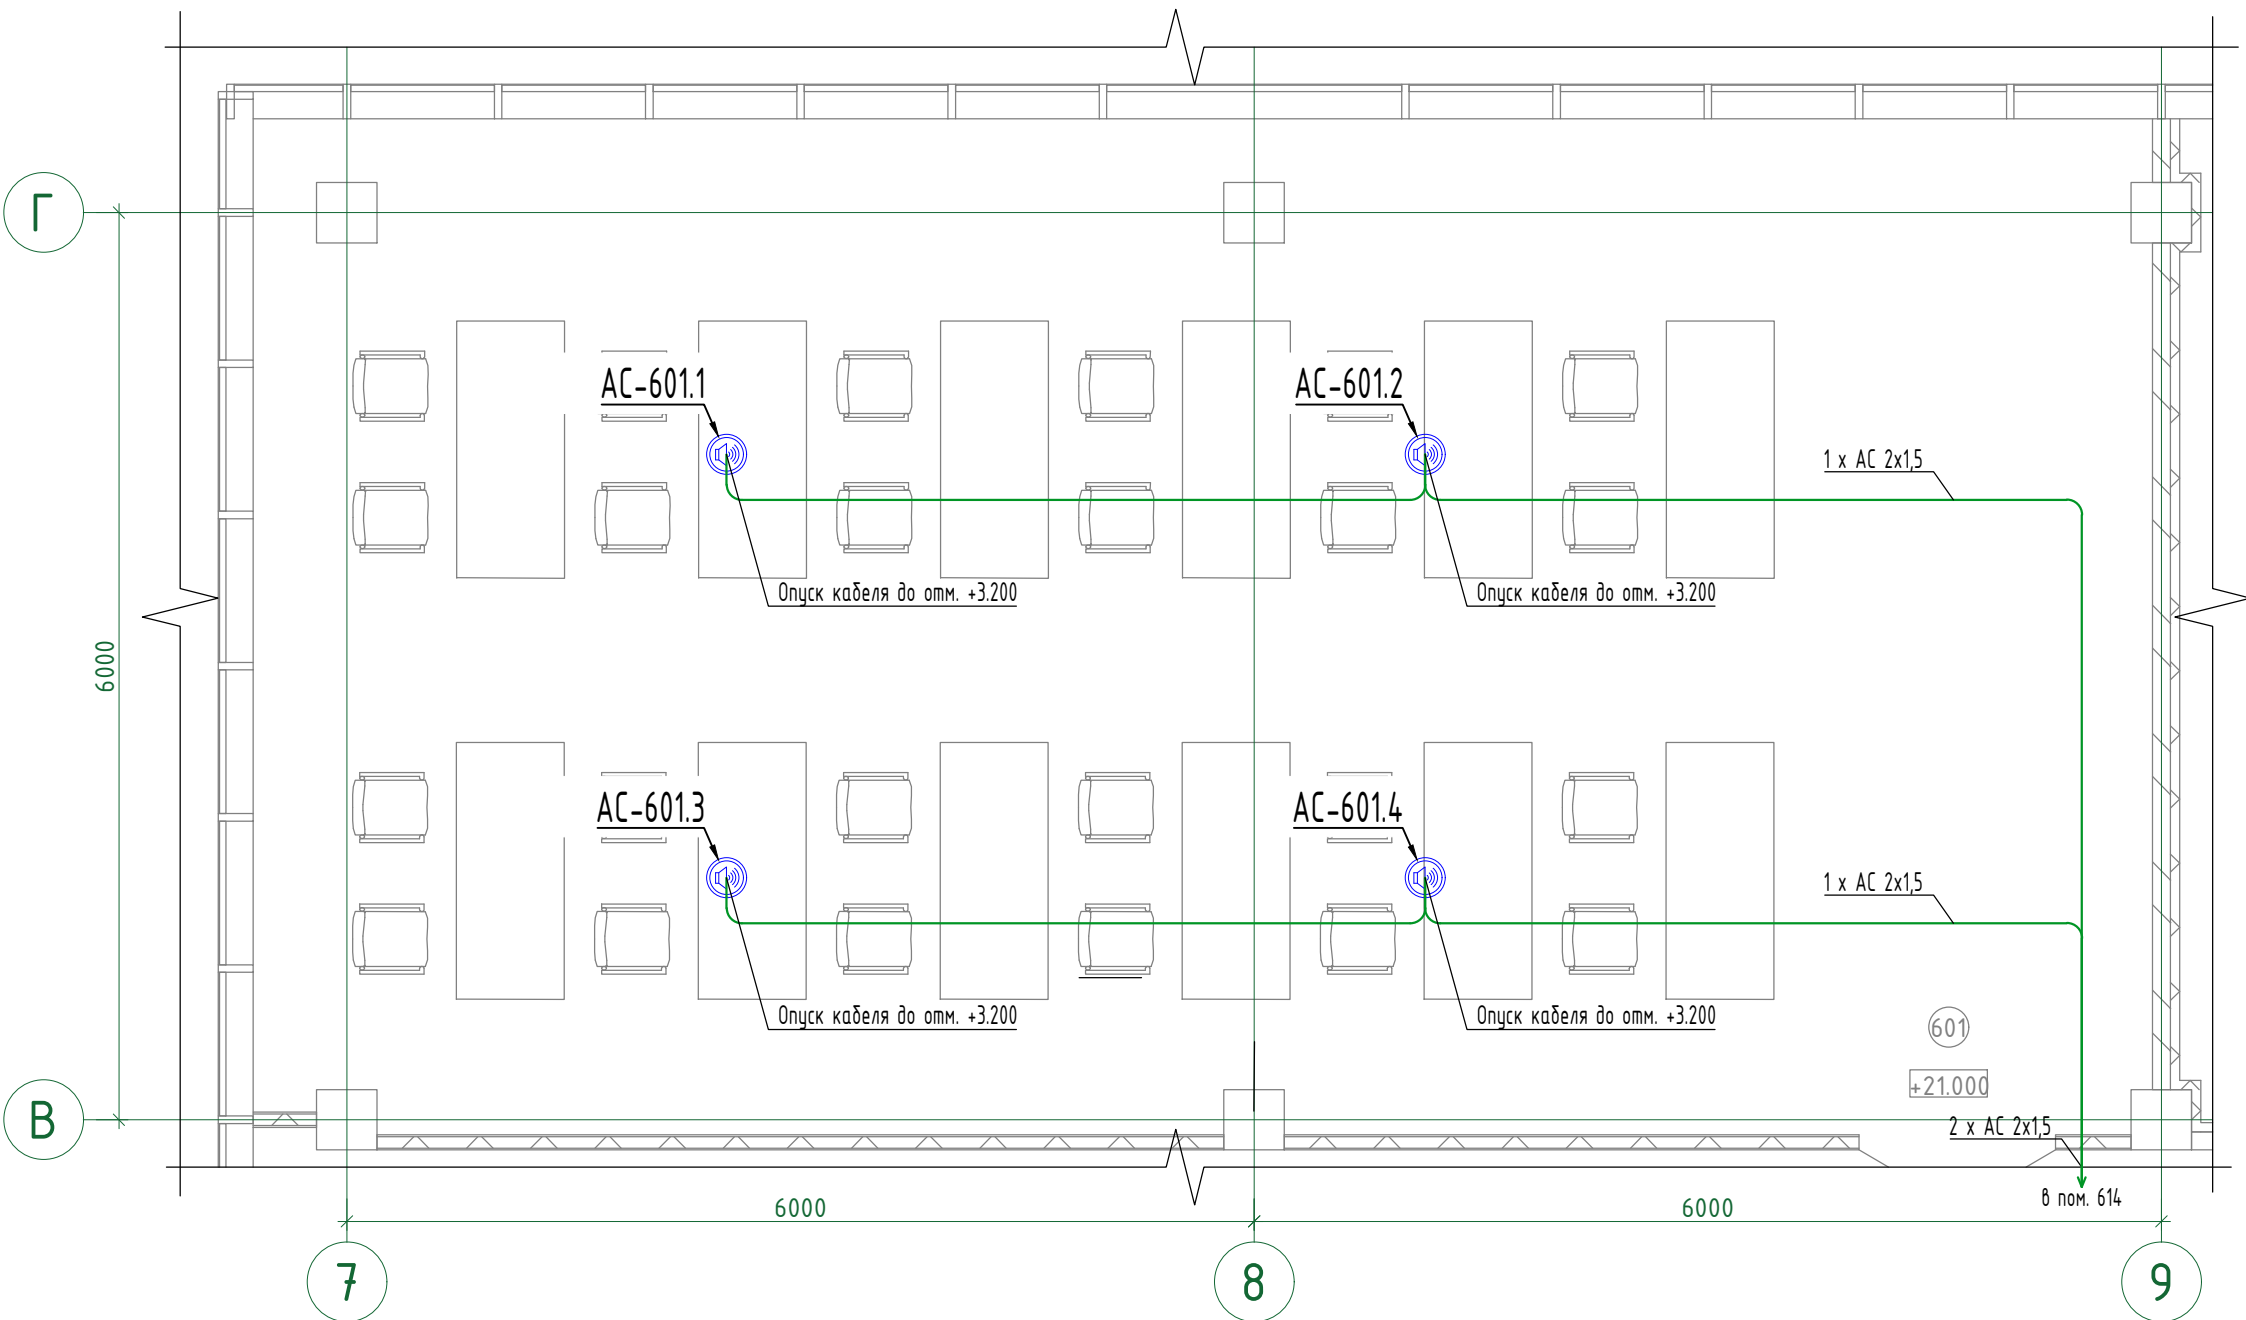 Г
АС-601.1
АС-601.2
1 х АС 2х1,5
Опуск кабеля до отм. +3.200
Опуск кабеля до отм. +3.200
6000
АС-601.3
АС-601.4
1 х АС 2х1,5
Опуск кабеля до отм. +3.200
Опуск кабеля до отм. +3.200
601
+21.000
В
2 х АС 2х1,5
в пом. 614
6000
6000
7
8
9